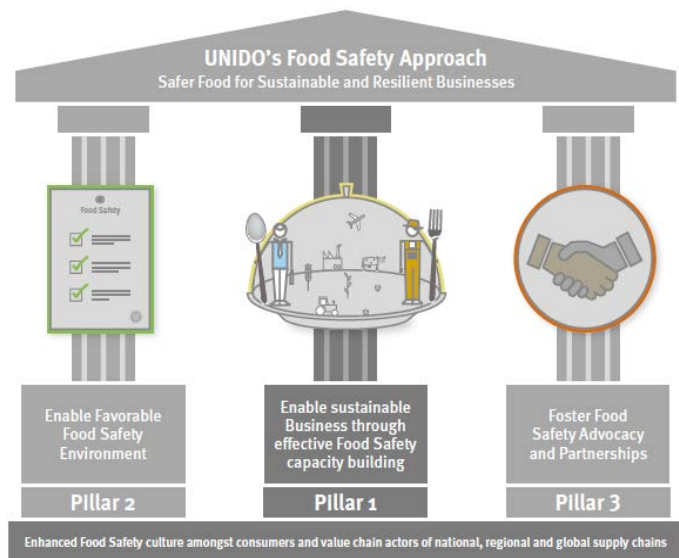 UNIDO's Food Safety Approach
Safer Food for Sustainable and Resilient Businesses
Food Safety
Enable Favorable
Food Safety
Environment
Pillar 2
Enable sustainable
Business through
effective Food Safety
capacity building
Pillar 1
Foster Food
Safety Advocacy
and Partnerships
Pillar 3
Enhanced Food Safety culture amongst consumers and value chain actors of national, regional and global supply chains